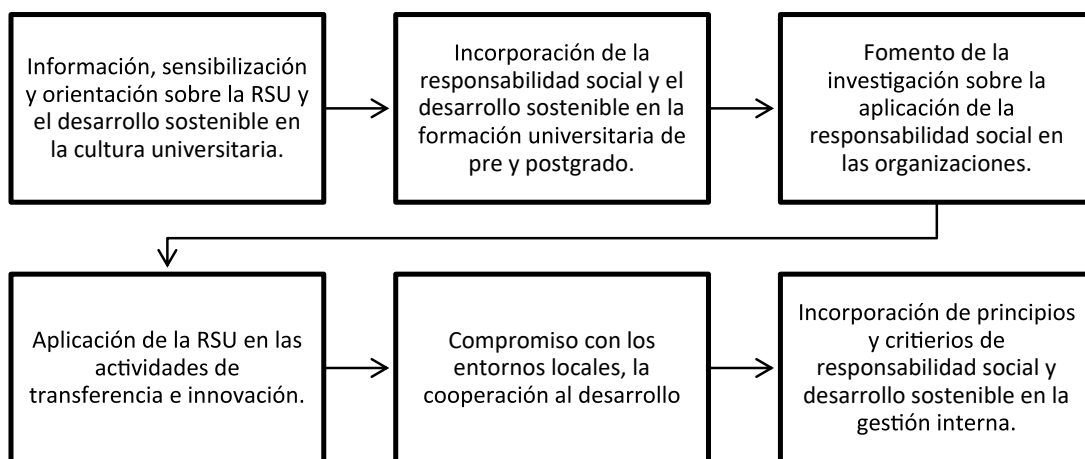 Información, sensibilización
y orientación sobre la RSU y
el desarrollo sostenible en
la cultura universitaria.
Incorporación de la
responsabilidad social y el
desarrollo sostenible en la
formación universitaria de
pre y postgrado.
Fomento de la
investigación sobre la
aplicación de la
responsabilidad social en
las organizaciones.
Aplicación de la RSU en las
actividades de
transferencia e innovación.
Compromiso con los
entornos locales, la
cooperación al desarrollo
Incorporación de principios
y criterios de
responsabilidad social y
desarrollo sostenible en la
gestión interna.